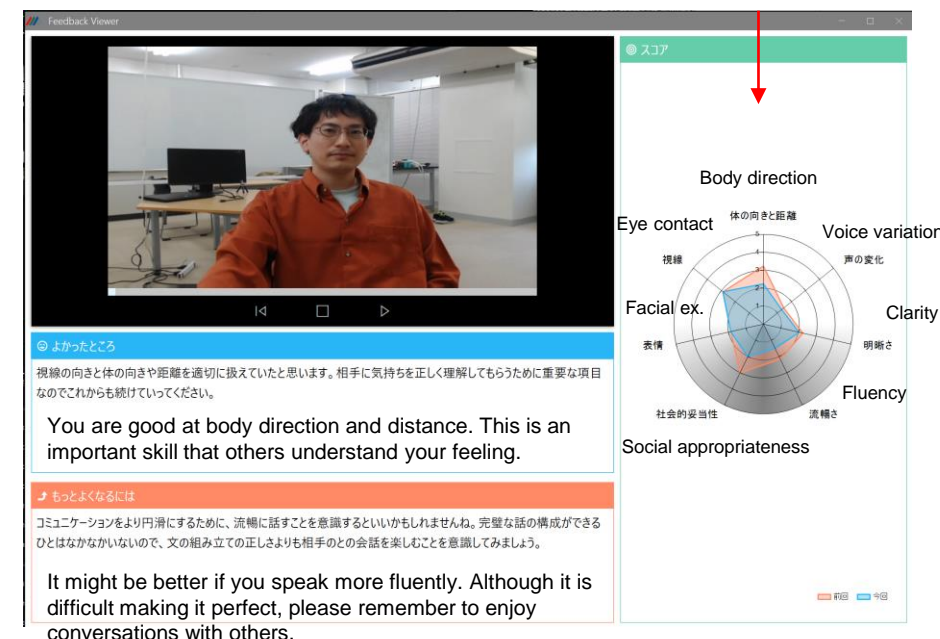 Feedback Viewer
スコア
Body direction
体の向きと距離
Eye contact
Voice variation
視線
声の変化
5
4
3
2
1
Facial ex.
Clarity
表情
明晰さ
Fluency
社会的妥当性
流暢さ
Social appropriateness
前回 今回
よかったところ
視線の向きと体の向きや距離を適切に扱えていたと思います。相手に気持ちを正しく理解してもらうために重要な項目
なのでこれからも続けていってください。
You are good at body direction and distance. This is an
important skill that others understand your feeling.
もっとよくなるには
コミュニケーションをより円滑にするために、流暢に話すことを意識するといいかもしれませんね。完璧な話の構成ができる
ひとはなかなかいないので、文の組み立ての正しさよりも相手のとの会話を楽しむことを意識してみましょう。
It might be better if you speak more fluently. Although it is
difficult making it perfect, please remember to enjoy
conversations with others.